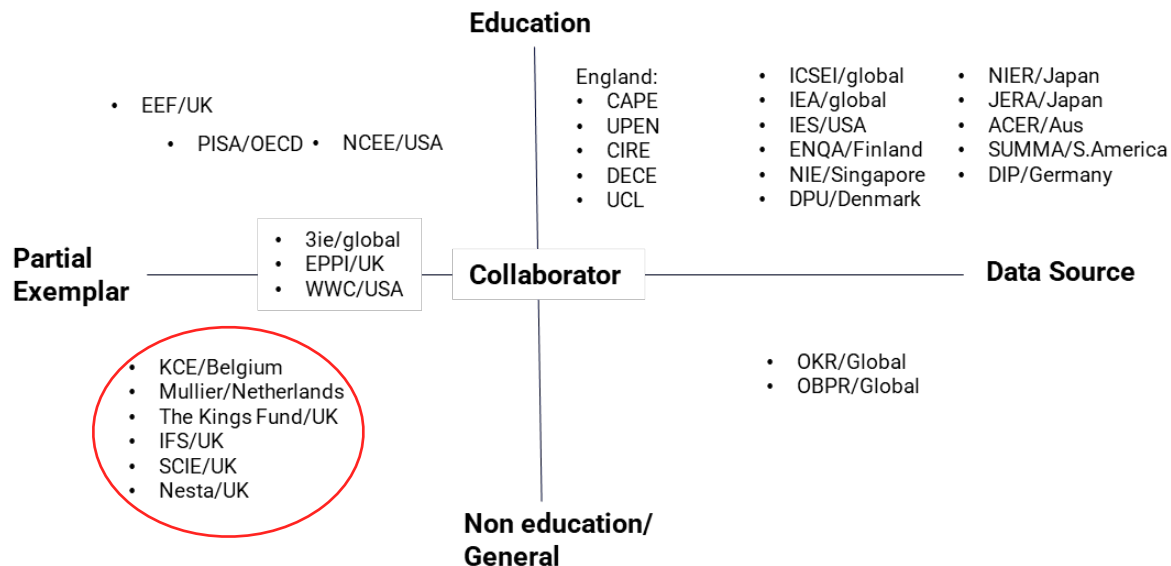 Education
• EEF/UK
• PISA/OECD
• NCEE/USA
England:
• CAPE
• UPEN
• CIRE
• DECE
• UCL
• ICSEI/global
• IEA/global
• IES/USA
• ENQA/Finland
• NIE/Singapore
• DPU/Denmark
• NIER/Japan
• JERA/Japan
• ACER/Aus
• SUMMA/S.America
• DIP/Germany
Partial
Exemplar
• 3ie/global
• EPPI/UK
• WWC/USA
Collaborator
Data Source
• KCE/Belgium
• Mullier/Netherlands
• The Kings Fund/UK
• IFS/UK
• SCIE/UK
• Nesta/UK
• OKR/Global
• OBPR/Global
Non education/
General